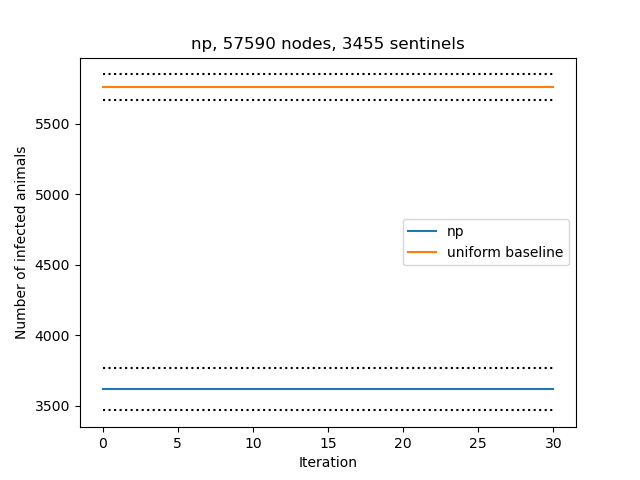 np, 57590 nodes, 3455 sentinels
Number of infected animals
5500
5000
4500
4000
3500
np
uniform baseline
0 5 10 15 20 25 30
Iteration